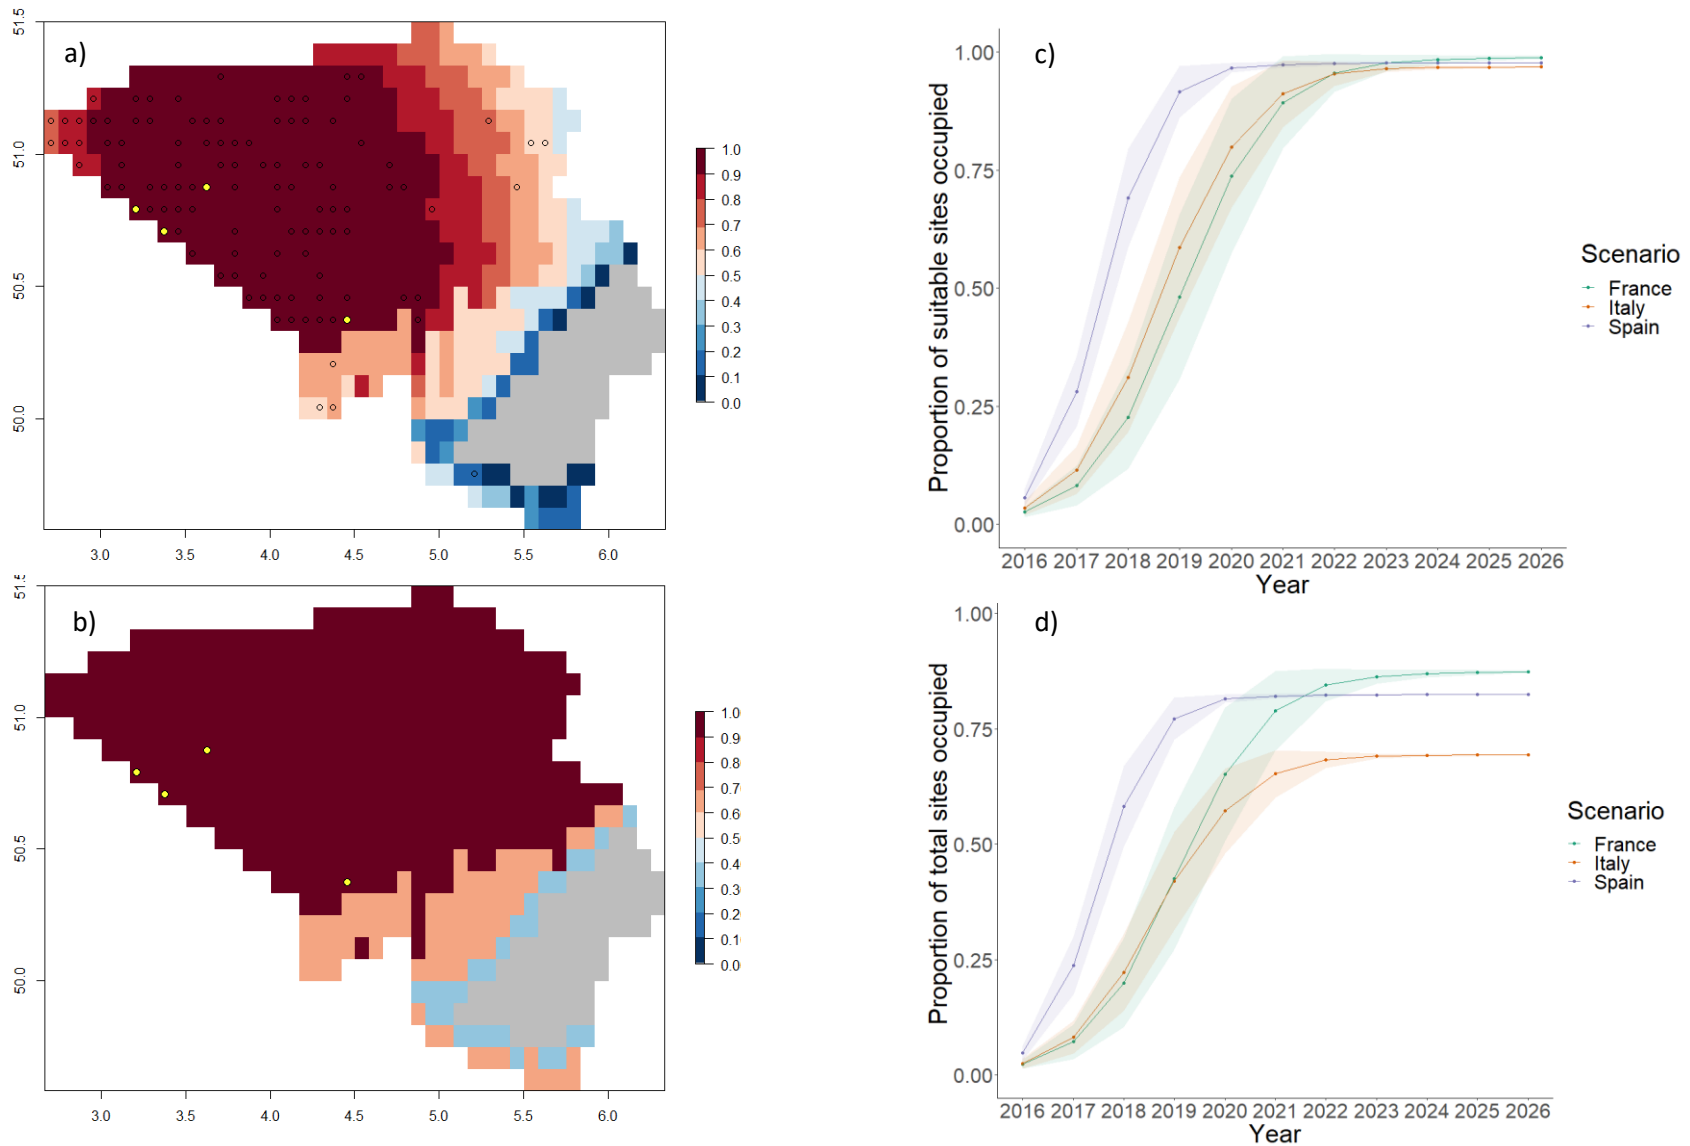 a)
51.5
51.0
50.5
50.0
3.0 3.5 4.0 4.5 5.0 5.5 6.0
1.0
0.9
0.8
0.7
0.6
0.5
0.4
0.3
0.2
0.1
0.0
b)
51.5
51.0
50.5
50.0
3.0 3.5 4.0 4.5 5.0 5.5 6.0
1.0
0.9
0.8
0.7
0.6
0.5
0.4
0.3
0.2
0.1
0.0
c)
Proportion of suitable sites occupied
1.00
0.75
0.50
0.25
0.00
2016 2017 2018 2019 2020 2021 2022 2023 2024 2025 2026
Year
Scenario
France
Italy
Spain
d)
Proportion of total sites occupied
1.00
0.75
0.50
0.25
0.00
2016 2017 2018 2019 2020 2021 2022 2023 2024 2025 2026
Year
Scenario
France
Italy
Spain